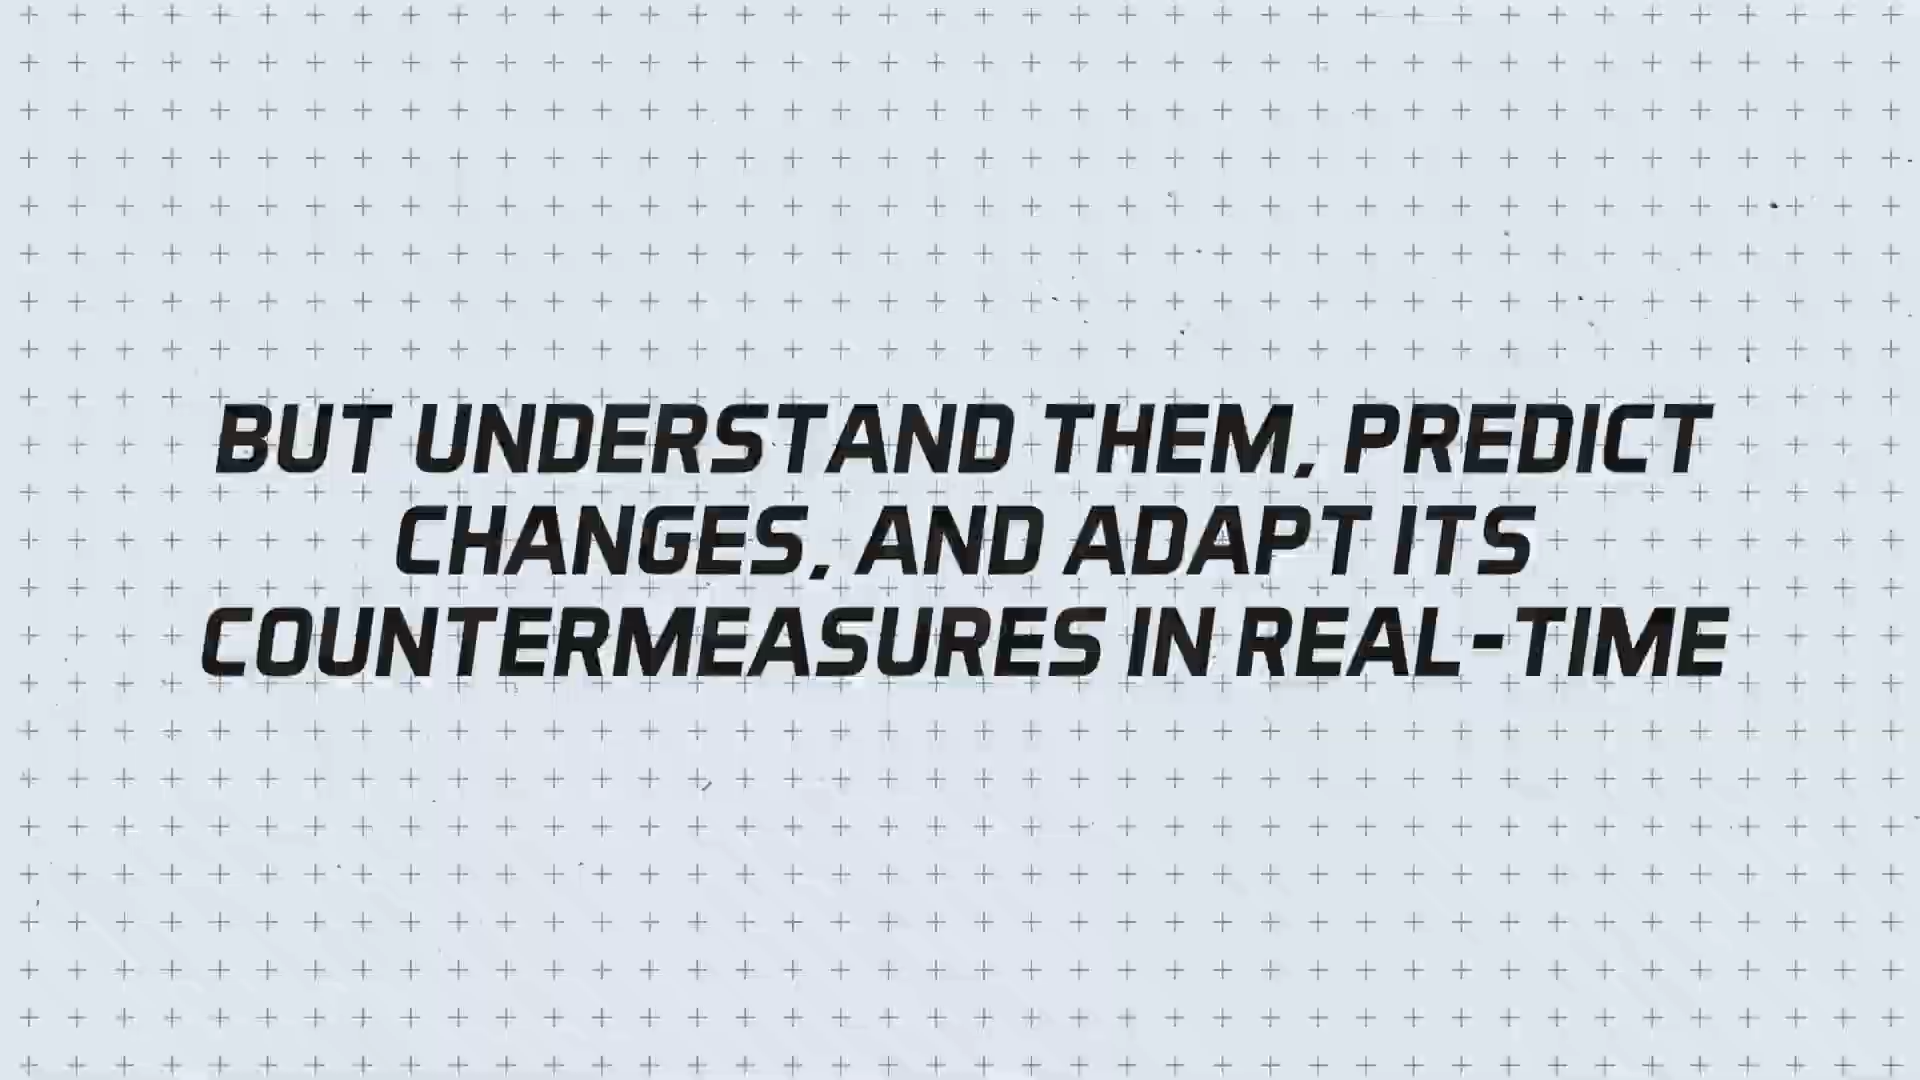 BUT UNDERSTAND THEM, PREDICT
CHANGES, AND ADAPT ITS
COUNTERMEASURES IN REAL-TIME